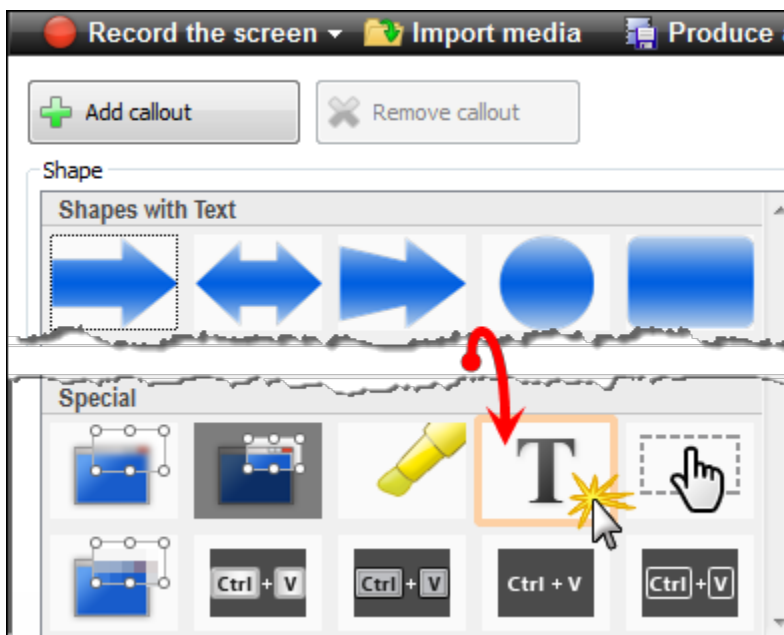 Record the screen Import media Produce
Add callout Remove callout
Shape
Shapes with Text
Special
T
Ctrl + V Ctrl + V Ctrl + V Ctrl + V